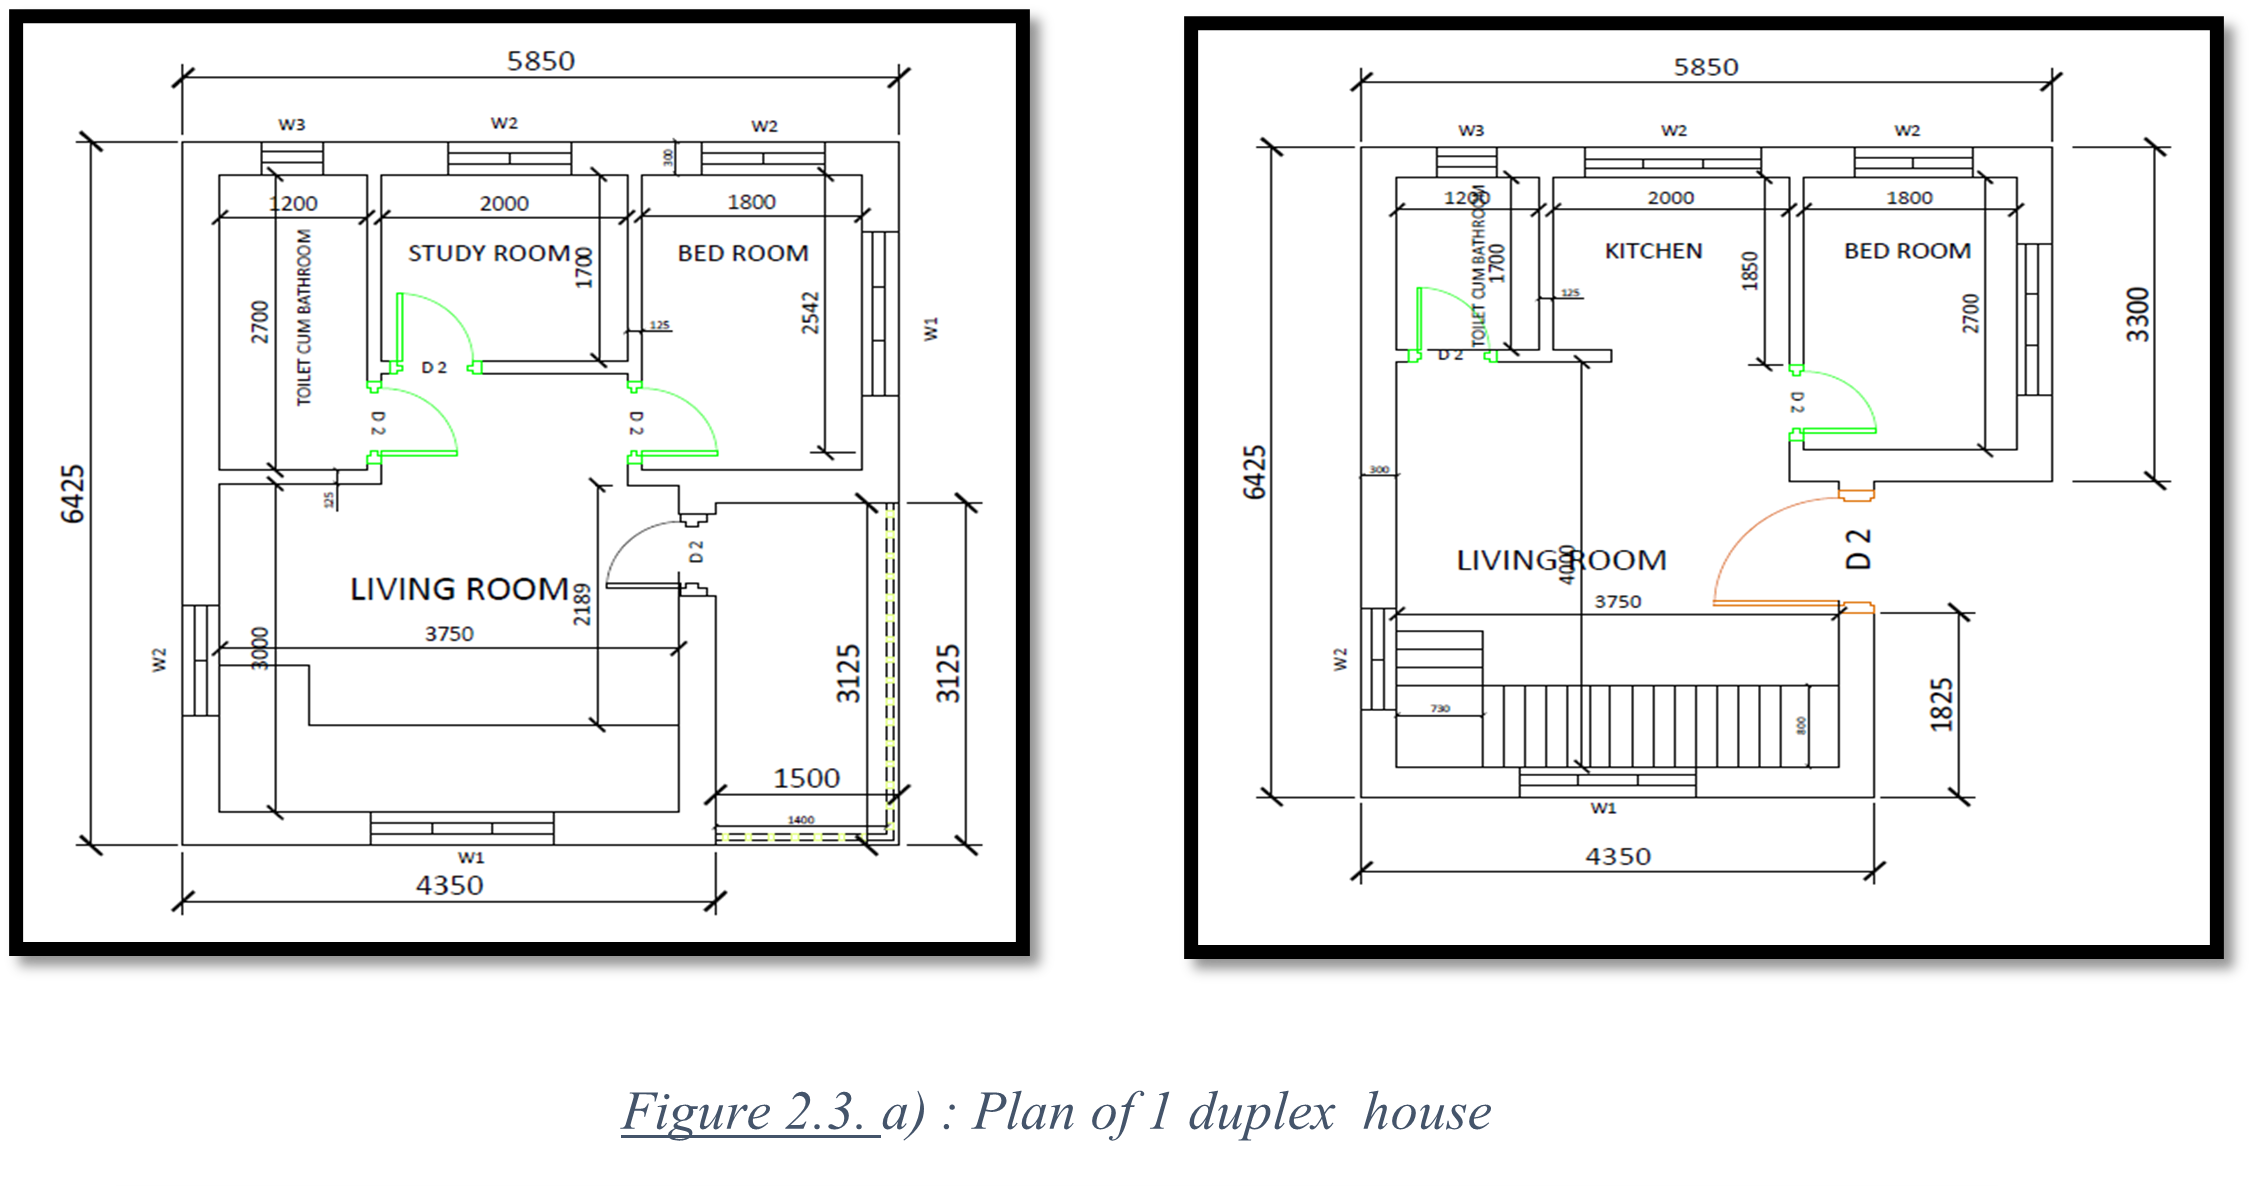 5850
W3
W2
W2
300
1200
2000
1800
STUDY ROOM
BED ROOM
TOILET CUM BATHROOM
2700
1700
2542
125
W1
D 2
D 2
D 2
6425
125
D 2
LIVING ROOM
2189
3750
3000
W2
3125
3125
1500
1400
W1
4350
5850
W3
W2
W2
1200
2000
1800
TOILET CUM BATHROOM
1700
KITCHEN
1850
BED ROOM
125
2700
3300
D 2
D 2
6425
300
D 2
LIVING ROOM
4000
3750
W2
730
800
1825
W1
4350
Figure 2.3. a) : Plan of 1 duplex house